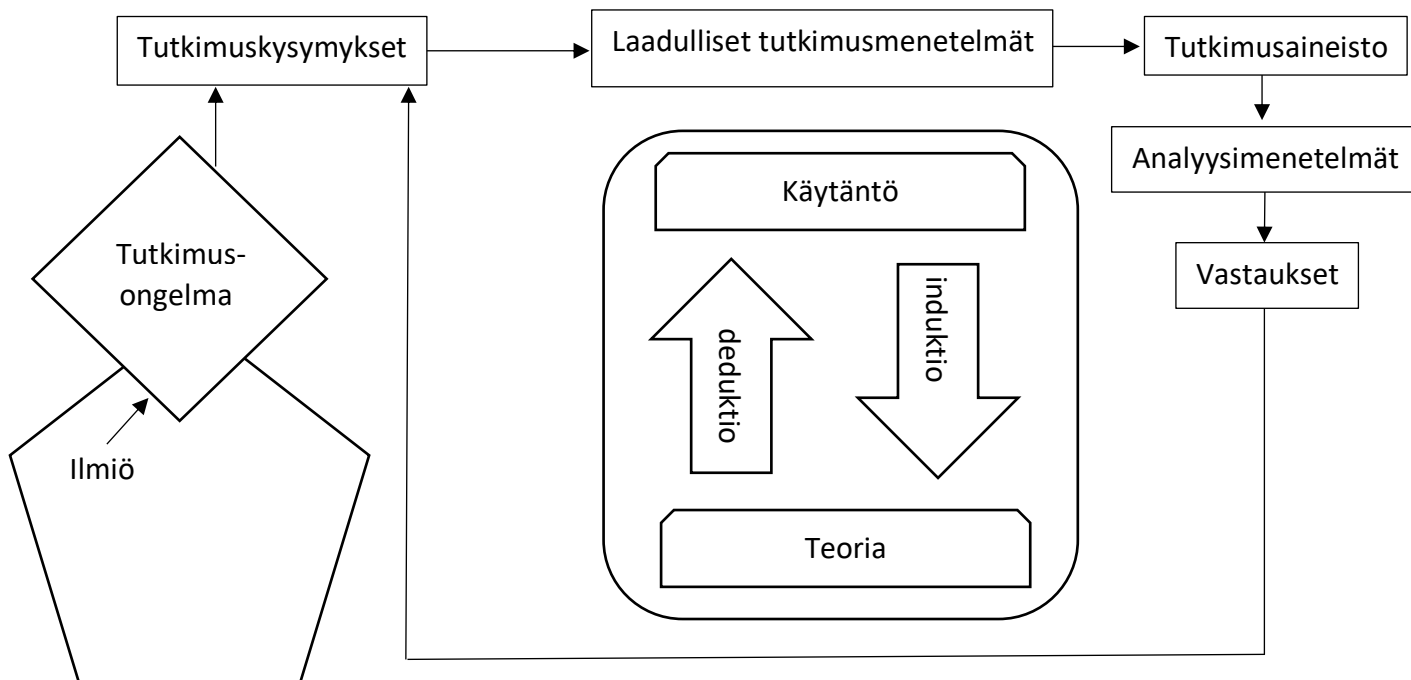 Tutkimuskysymykset
Laadulliset tutkimusmenetelmät
Tutkimusaineisto
Analyysimenetelmät
Vastaukset
Käytäntö
deduktio
induktio
Teoria
Tutkimus-
ongelma
Ilmiö